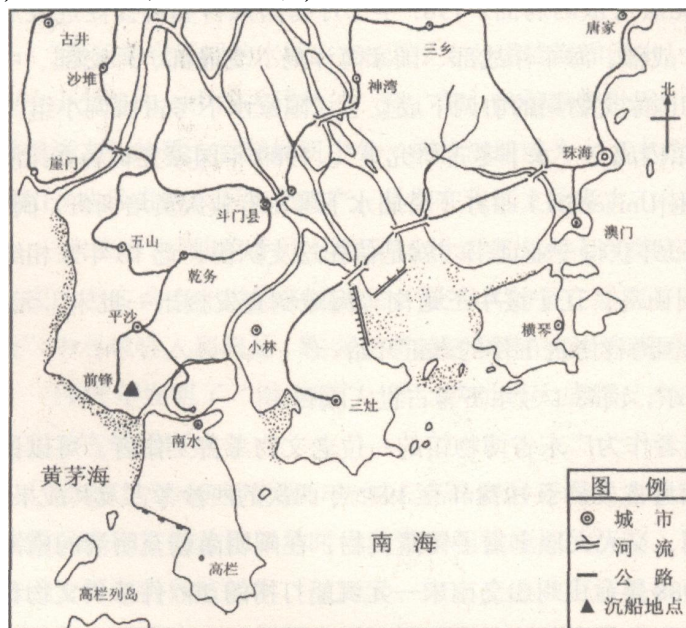 古井
三乡
唐家
沙堆
神湾
北
珠海
崖门
斗门县
澳门
五山
乾务
平沙
小林
横琴
前锋
三灶
南水
黄茅海
南海
高栏
高栏列岛
图例
城市
河流
公路
沉船地点